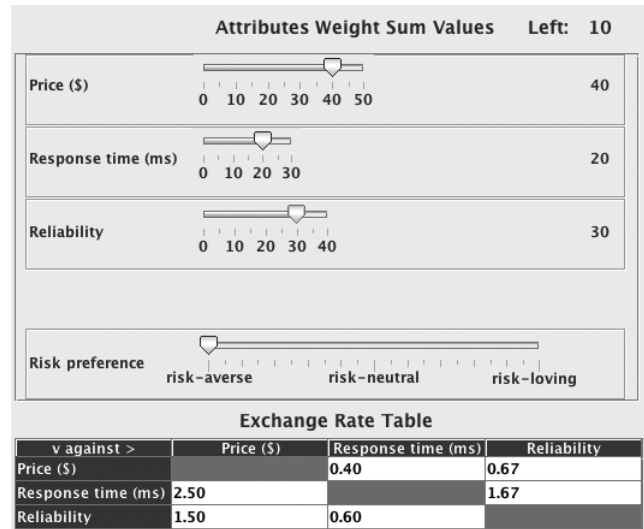 Attributes Weight Sum Values Left: 10
Price ($) 40
0 10 20 30 40 50
Response time (ms) 20
0 10 20 30
Reliability 30
0 10 20 30 40
Risk preference
risk-averse risk-neutral risk-loving
Exchange Rate Table
v against > Price ($) Response time (ms) Reliability
Price ($) 0.40 0.67
Response time (ms) 2.50 1.67
Reliability 1.50 0.60